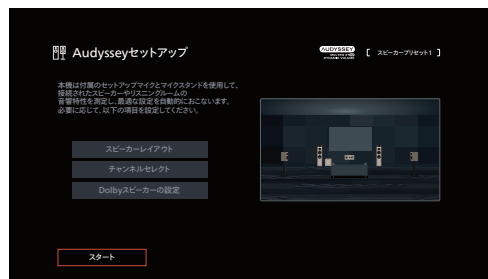 Audysseyセットアップ
AUDYSSEY
DYNAMIC VOLUME
【 スピーカープリセット1 】
本機は付属のセットアップマイクとマイクスタンドを使用して、
接続されたスピーカーやリスニングルームの
音響特性を測定し、最適な設定を自動的におこないます。
必要に応じて、以下の項目を設定してください。
スピーカーレイアウト
チャンネルセレクト
Dolbyスピーカーの設定
スタート